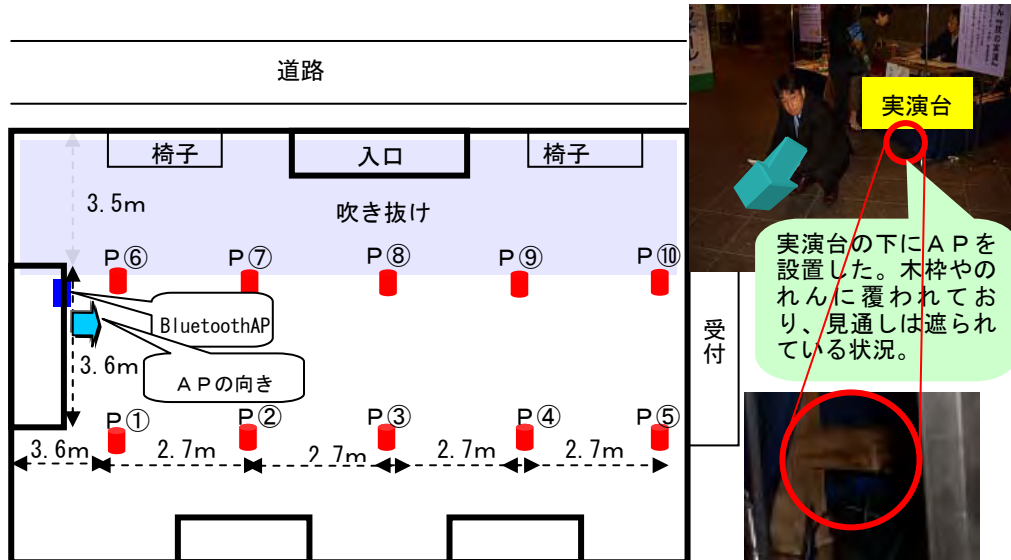 道路
椅子
入口
椅子
3.5m
吹き抜け
P⑥
P⑦
P⑧
P⑨
P⑩
BluetoothAP
3.6m
APの向き
P①
P②
P③
P④
P⑤
3.6m
2.7m
2.7m
2.7m
2.7m
受付
実演台
実演台の下にAPを
設置した。木枠やの
れんに覆われてお
り、見通しは遮られ
ている状況。